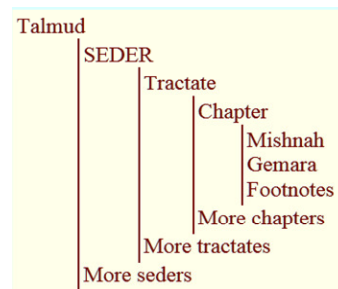 Talmud
SEDER
Tractate
Chapter
Mishnah
Gemara
Footnotes
More chapters
More tractates
More seders